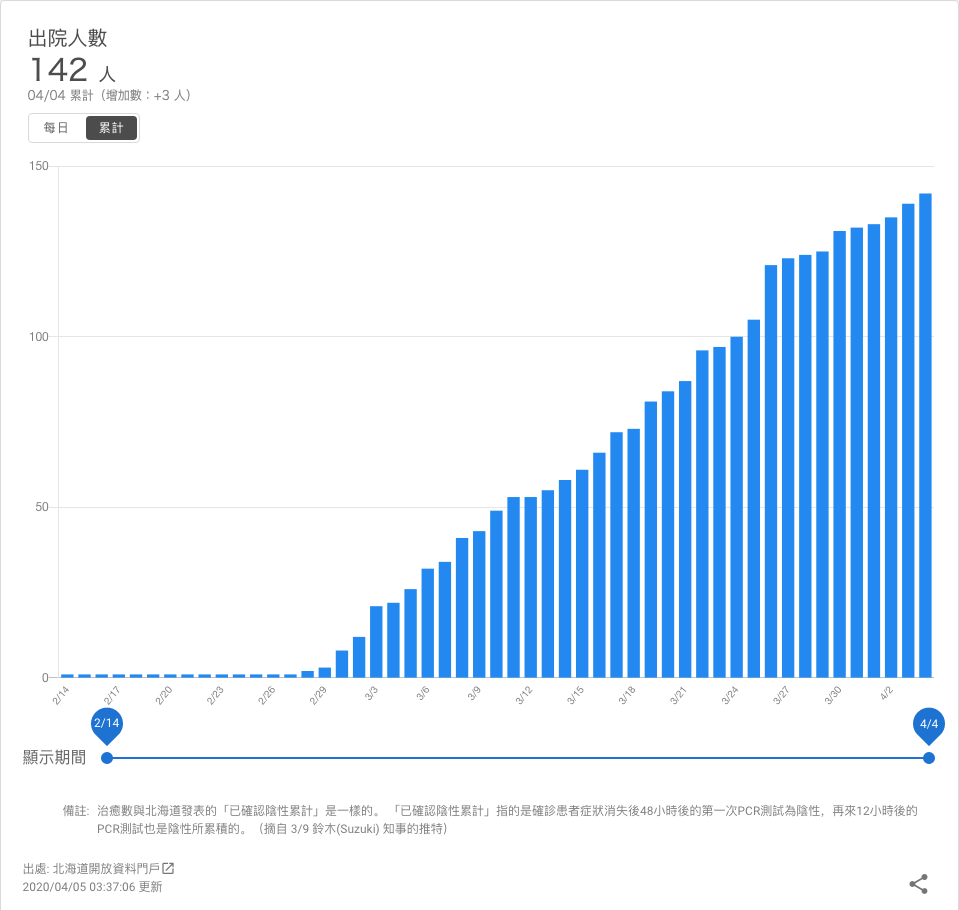 出院人數
142 人
04/04 累計（增加數：+3 人）
每日 累計
150
100
50
0
2/14 2/17 2/20 2/23 2/26 2/29 3/3 3/6 3/9 3/12 3/15 3/18 3/21 3/24 3/27 3/30 4/2
2/14 4/4
顯示期間
備註: 治癒數與北海道發表的「已確認陰性累計」是一樣的。「已確認陰性累計」指的是確診患者症狀消失後48小時後的第一次PCR測試為陰性，再來12小時後的
PCR測試也是陰性所累積的。（摘自 3/9 鈴木(Suzuki) 知事的推特）
出處: 北海道開放資料門戶
2020/04/05 03:37:06 更新